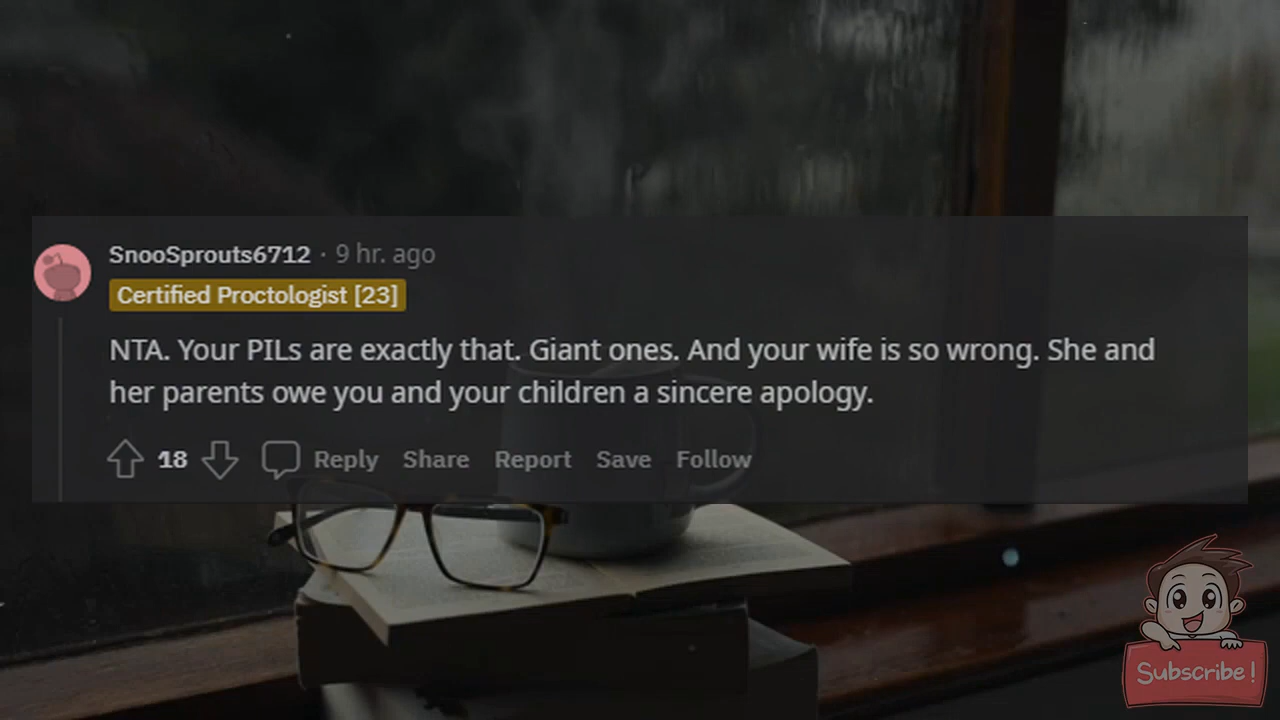 SnooSprouts6712 · 9 hr. ago
Certified Proctologist [23]
NTA. Your PILs are exactly that. Giant ones. And your wife is so wrong. She and
her parents owe you and your children a sincere apology.
18 Reply Share Report Save Follow
Subscribe!